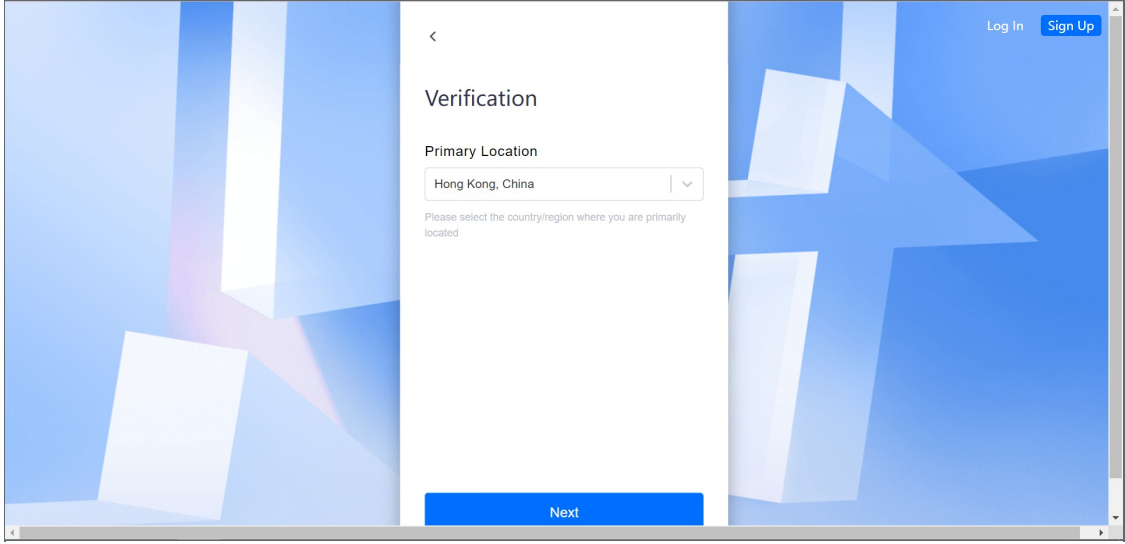 Log In
Sign Up
Verification
Primary Location
Hong Kong, China
Please select the country/region where you are primarily
located
Next